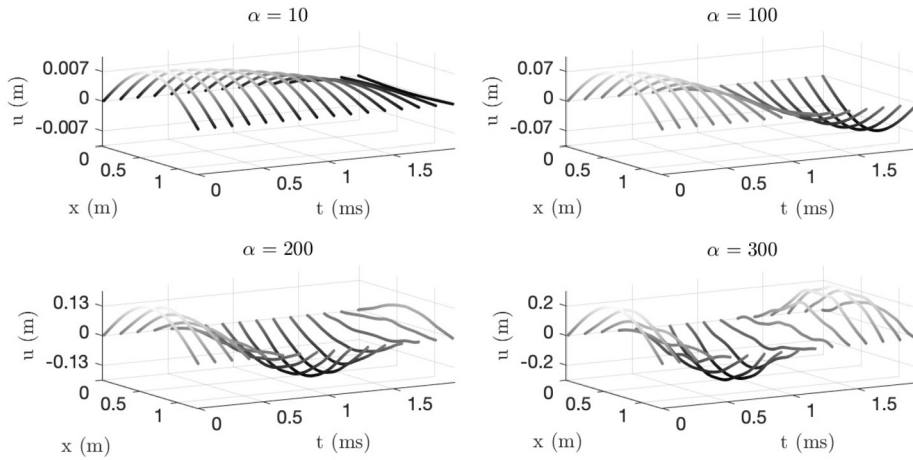 α = 10
0.007
0
-0.007
u (m)
0
0.5
1
x (m)
0
0.5
1
1.5
t (ms)
α = 100
0.07
0
-0.07
u (m)
0
0.5
1
x (m)
0
0.5
1
1.5
t (ms)
α = 200
0.13
0
-0.13
u (m)
0
0.5
1
x (m)
0
0.5
1
1.5
t (ms)
α = 300
0.2
0
-0.2
u (m)
0
0.5
1
x (m)
0
0.5
1
1.5
t (ms)